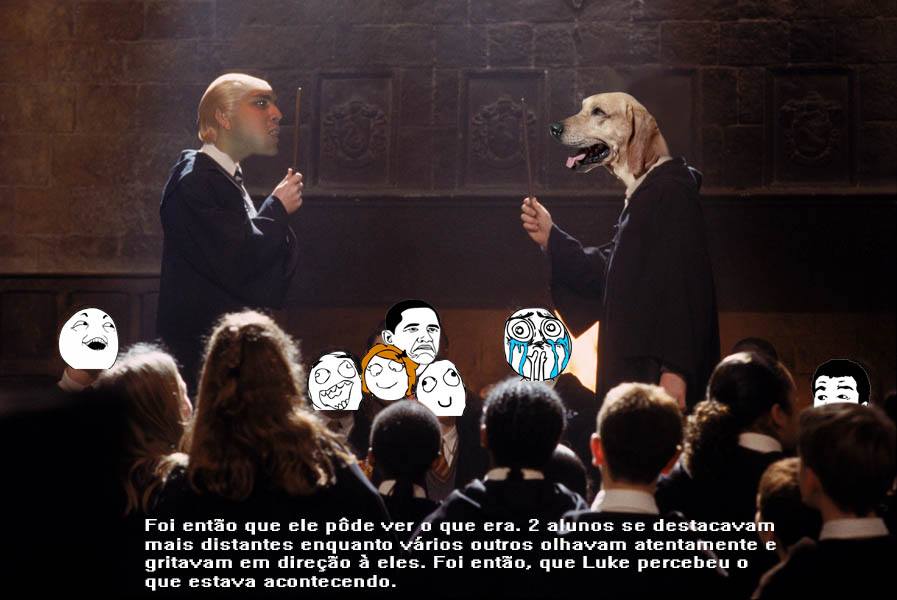 Foi então que ele pôde ver o que era. 2 alunos se destacavam
mais distantes enquanto vários outros olhavam atentamente e
gritavam em direção à eles. Foi então, que Luke percebeu o
que estava acontecendo.